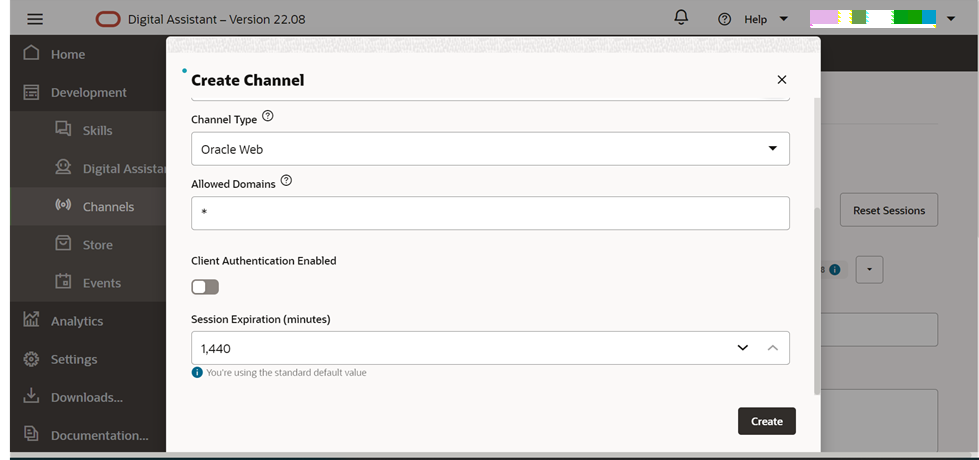 Digital Assistant – Version 22.08
Help
Home
Development
Skills
Digital Assista
Channels
Store
Events
Analytics
Settings
Downloads...
Documentation...
Create Channel
Channel Type
Oracle Web
Allowed Domains
*
Client Authentication Enabled
Session Expiration (minutes)
1,440
You're using the standard default value
Create
Reset Sessions
8